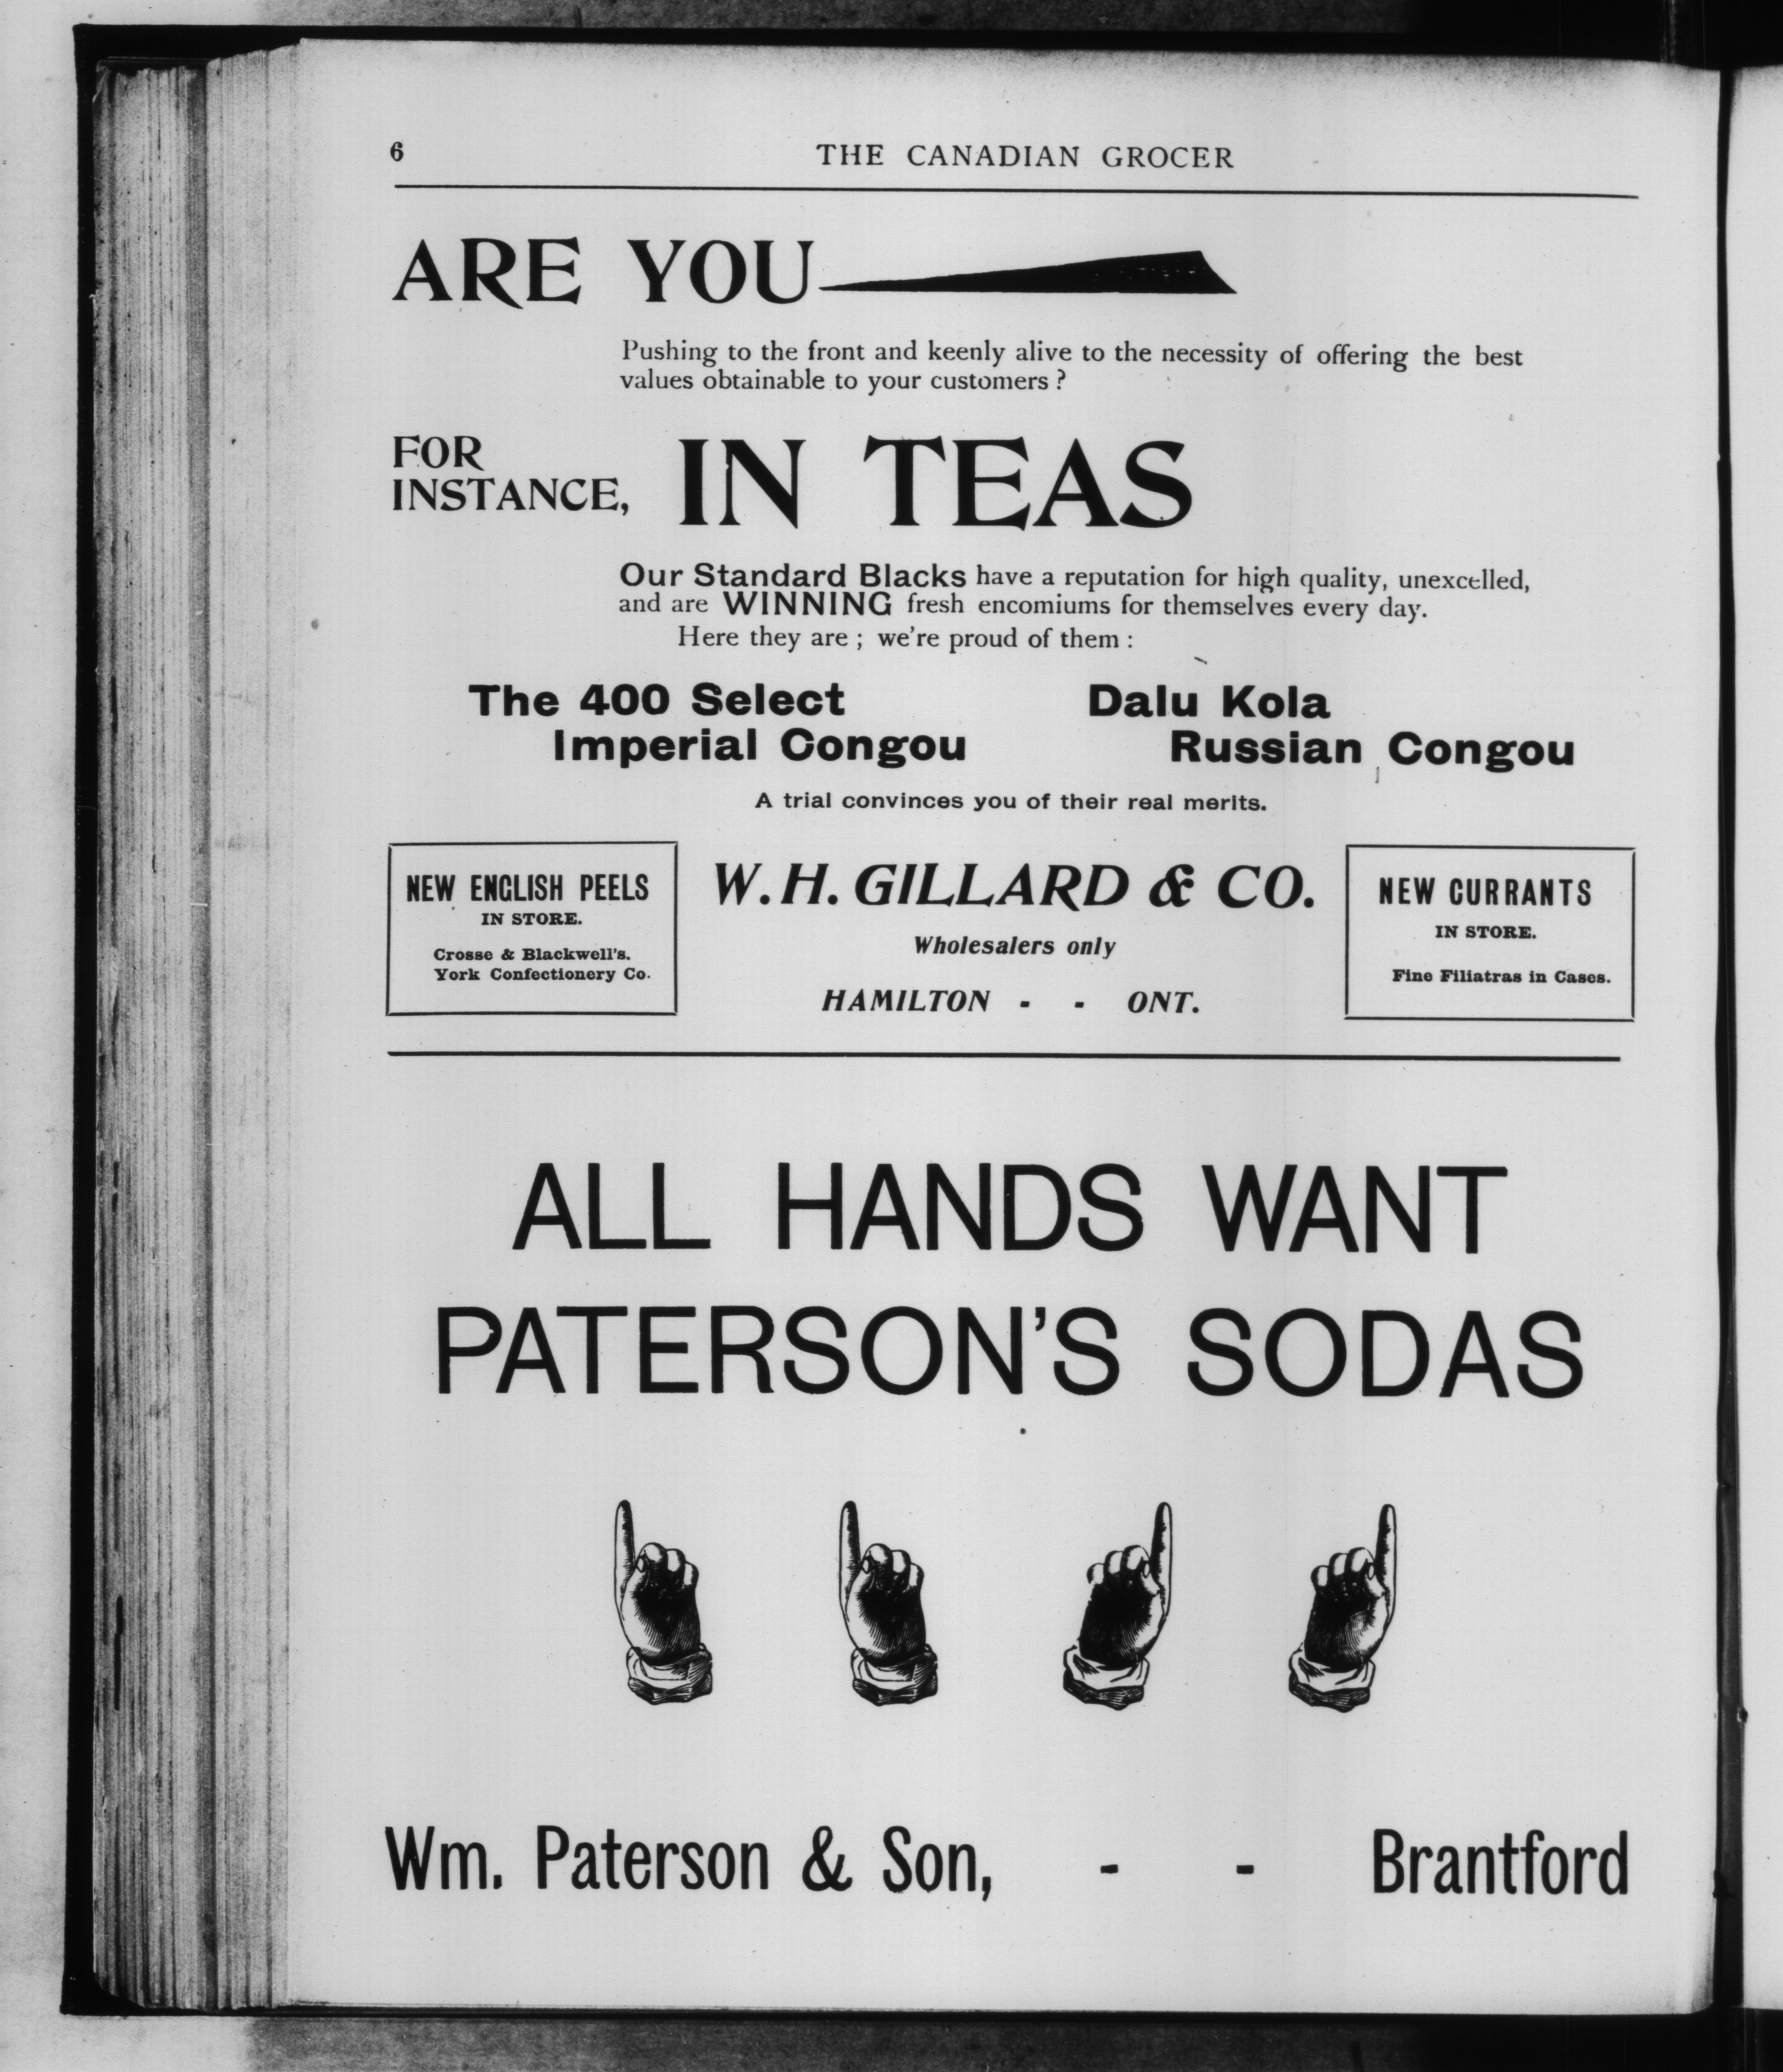 6
THE CANADIAN GROCER
ARE YOU
Pushing to the front and keenly alive to the necessity of offering the best
values obtainable to your customers ?
FOR
INSTANCE,
IN TEAS
Our Standard Blacks have a reputation for high quality, unexcelled,
and are WINNING fresh encomiums for themselves every day.
Here they are ; we're proud of them :
The 400 Select
Imperial Congou
Dalu Kola
Russian Congou
A trial convinces you of their real merits.
NEW ENGLISH PEELS
IN STORE.
Crosse & Blackwell's.
York Confectionery Co.
W. H. GILLARD & CO.
Wholesalers only
HAMILTON - - ONT.
NEW CURRANTS
IN STORE.
Fine Filiatras in Cases.
ALL HANDS WANT
PATERSON'S SODAS
Wm. Paterson & Son, - - Brantford